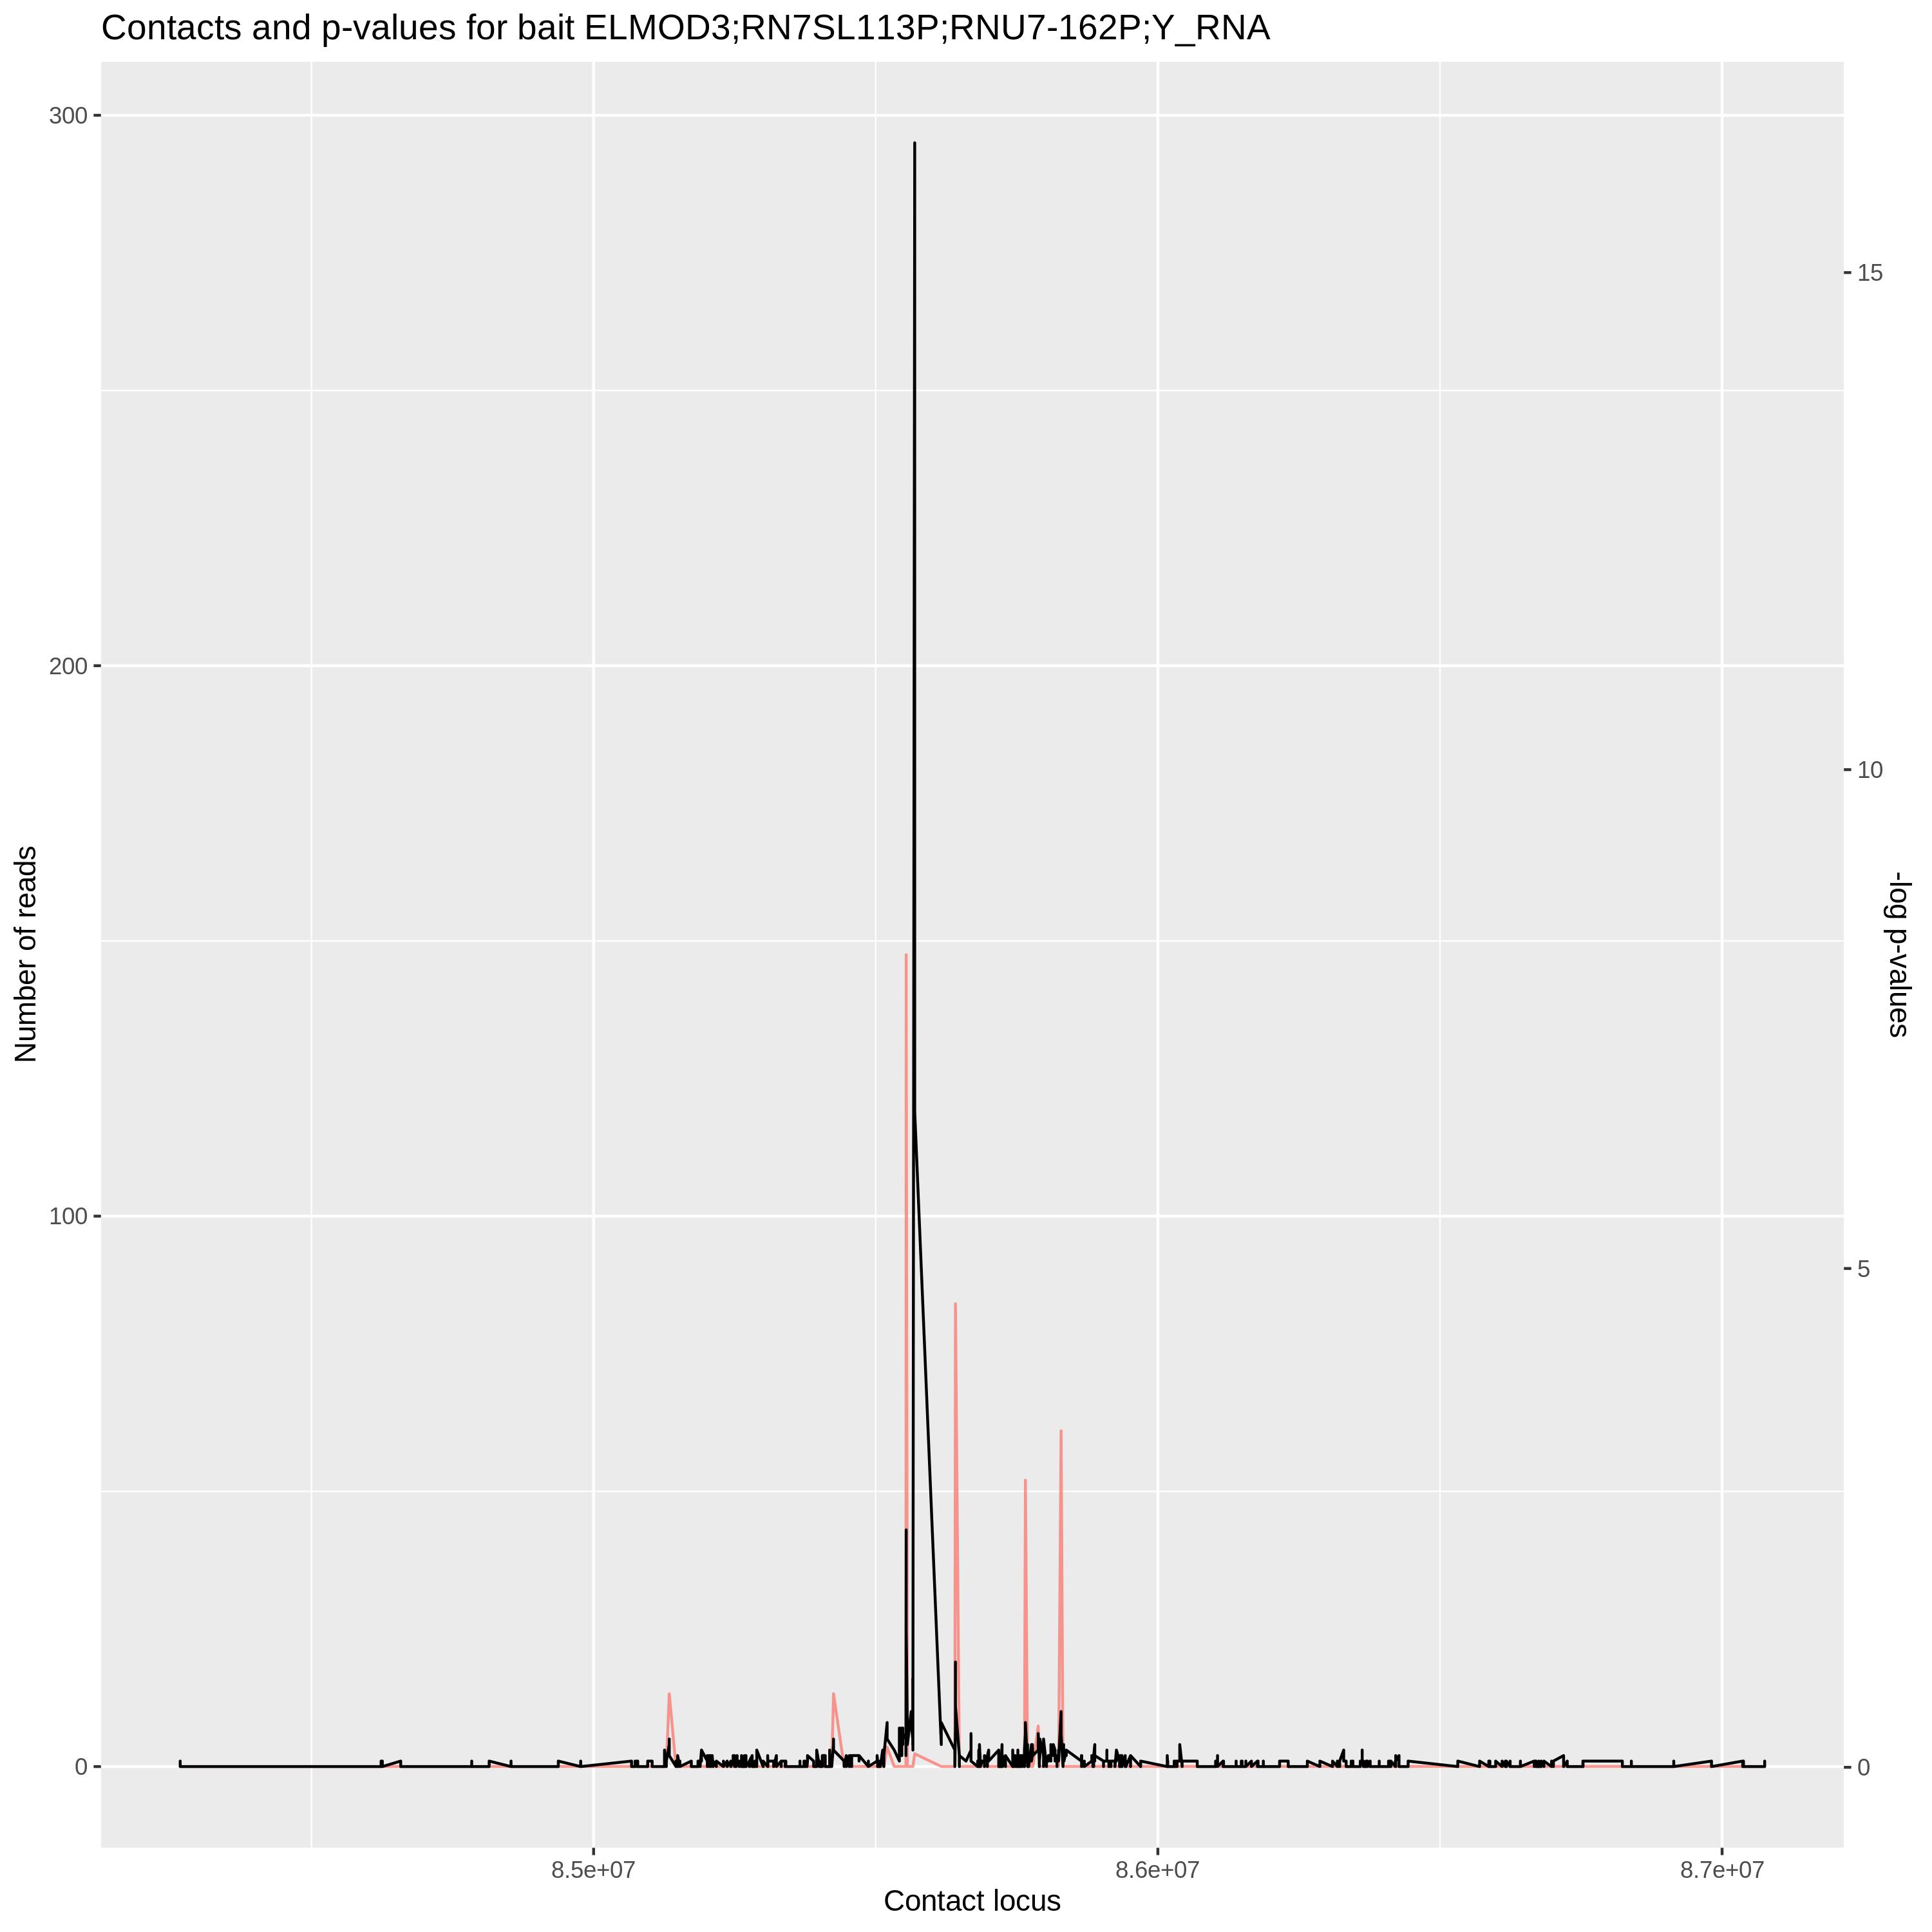 Contacts and p-values for bait ELMOD3;RN7SL113P;RNU7-162P;Y_RNA
300
200
100
0
Number of reads
15
10
5
0
-log p-values
8.5e+07
8.6e+07
8.7e+07
Contact locus